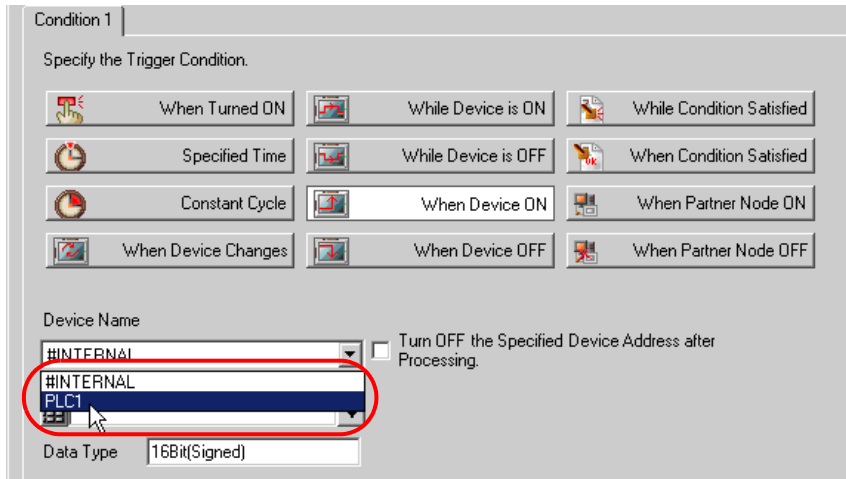 Condition 1
Specify the Trigger Condition.
When Turned ON
While Device is ON
While Condition Satisfied
Specified Time
While Device is OFF
When Condition Satisfied
Constant Cycle
When Device ON
When Partner Node ON
When Device Changes
When Device OFF
When Partner Node OFF
Device Name
#INTERNAL
Turn OFF the Specified Device Address after
Processing.
#INTERNAL
PLC1
Data Type 16Bit(Signed)